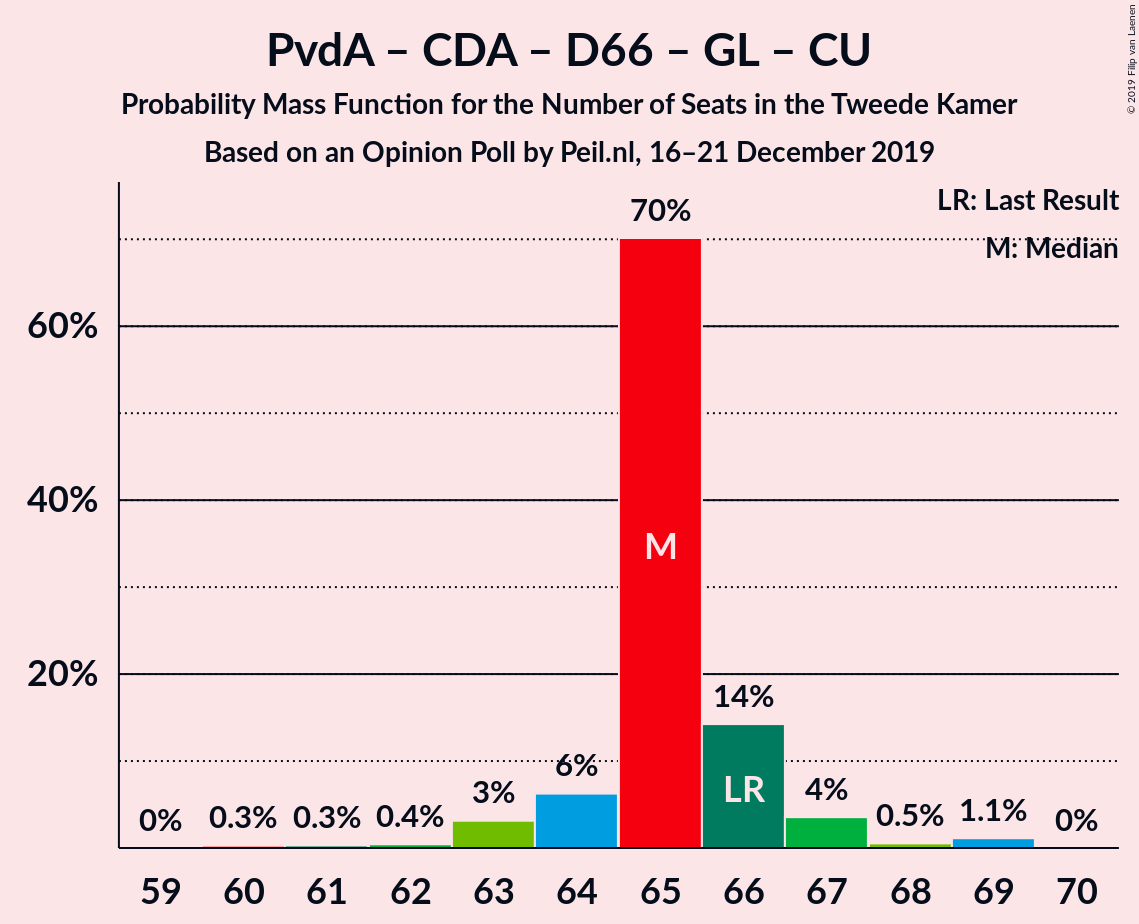 PvdA – CDA – D66 – GL – CU
Probability Mass Function for the Number of Seats in the Tweede Kamer
Based on an Opinion Poll by Peil.nl, 16–21 December 2019
© 2019 Filip van Laenen
LR: Last Result
M: Median
60%
40%
20%
0%
0.3%
0.3%
0.4%
3%
6%
70%
14%
4%
0.5%
1.1%
0%
M
LR
59 60 61 62 63 64 65 66 67 68 69 70